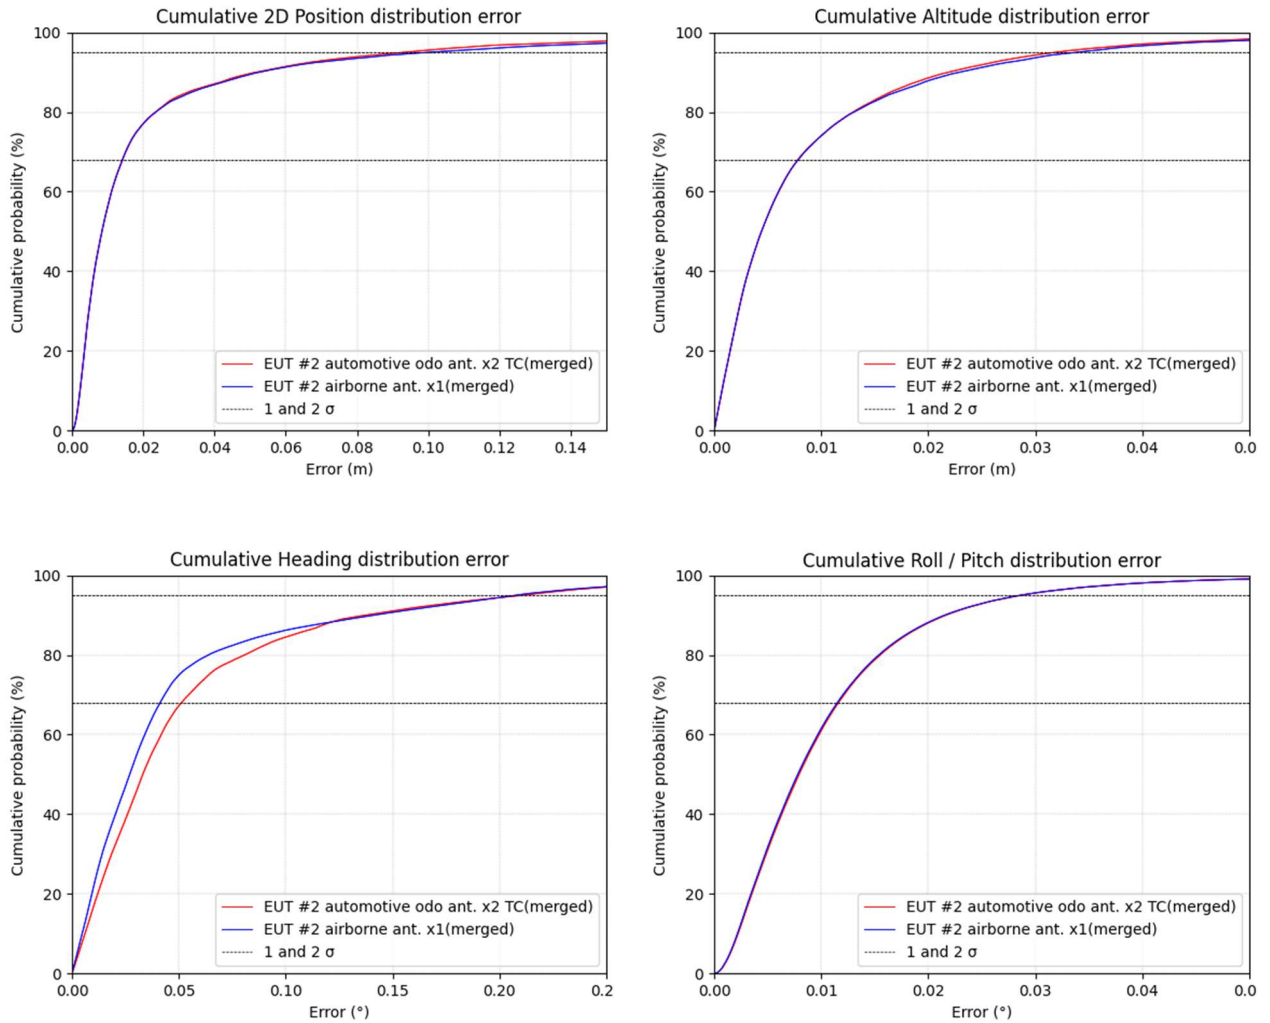 Cumulative 2D Position distribution error
100
80
60
40
20
0
Cumulative probability (%)
EUT #2 automotive odo ant. x2 TC(merged)
EUT #2 airborne ant. x1(merged)
1 and 2 σ
0.00 0.02 0.04 0.06 0.08 0.10 0.12 0.14
Error (m)
Cumulative Altitude distribution error
100
80
60
40
20
0
Cumulative probability (%)
EUT #2 automotive odo ant. x2 TC(merged)
EUT #2 airborne ant. x1(merged)
1 and 2 σ
0.00 0.01 0.02 0.03 0.04 0.0
Error (m)
Cumulative Heading distribution error
100
80
60
40
20
0
Cumulative probability (%)
EUT #2 automotive odo ant. x2 TC(merged)
EUT #2 airborne ant. x1(merged)
1 and 2 σ
0.00 0.05 0.10 0.15 0.20 0.2
Error (°)
Cumulative Roll / Pitch distribution error
100
80
60
40
20
0
Cumulative probability (%)
EUT #2 automotive odo ant. x2 TC(merged)
EUT #2 airborne ant. x1(merged)
1 and 2 σ
0.00 0.01 0.02 0.03 0.04 0.0
Error (°)